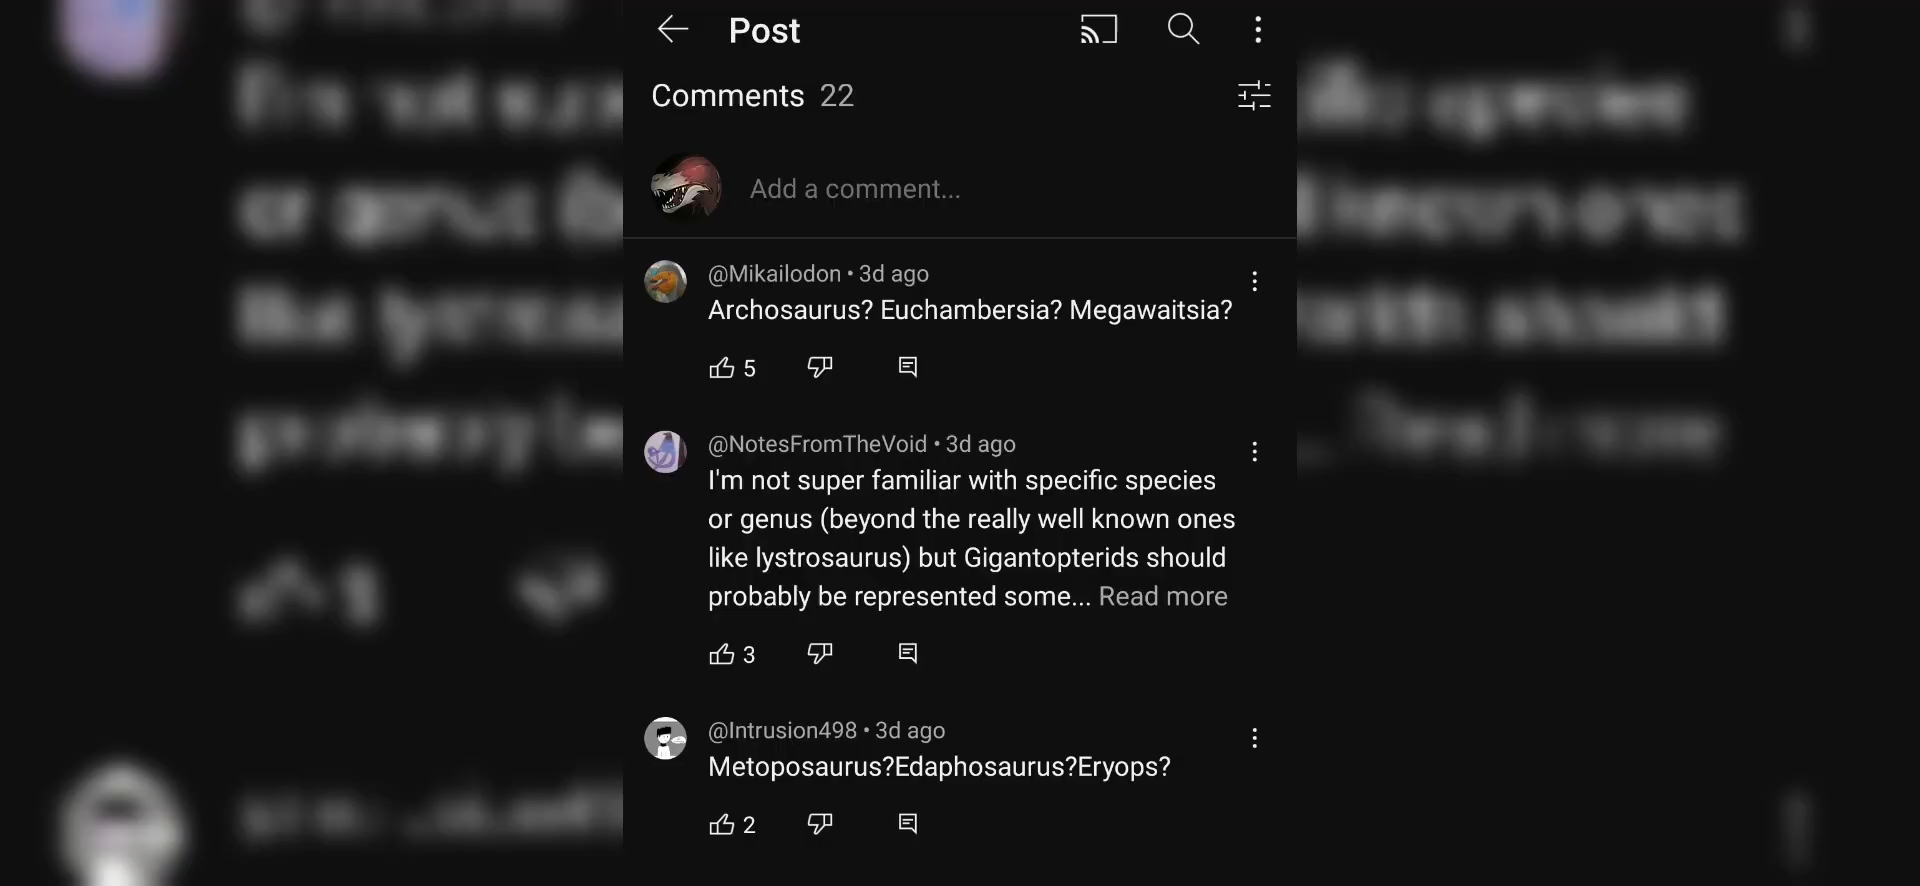 Post
Comments 22
Add a comment...
@Mikailodon • 3d ago
Archosaurus? Euchambersia? Megawaitsia?
5
@NotesFromTheVoid • 3d ago
I'm not super familiar with specific species
or genus (beyond the really well known ones
like lystrosaurus) but Gigantopterids should
probably be represented some... Read more
3
@Intrusion498 • 3d ago
Metoposaurus?Edaphosaurus?Eryops?
2